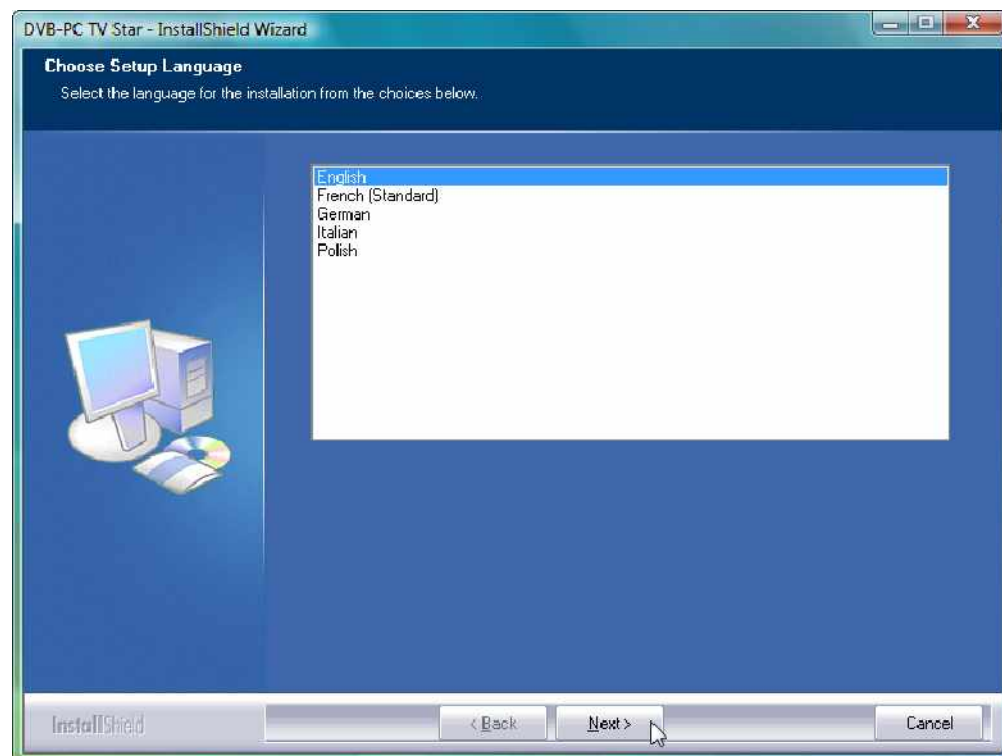 DVB-PC TV Star - InstallShield Wizard
Choose Setup Language
Select the language for the installation from the choices below.
English
French (Standard)
German
Italian
Polish
InstallShield
< Back
Next >
Cancel